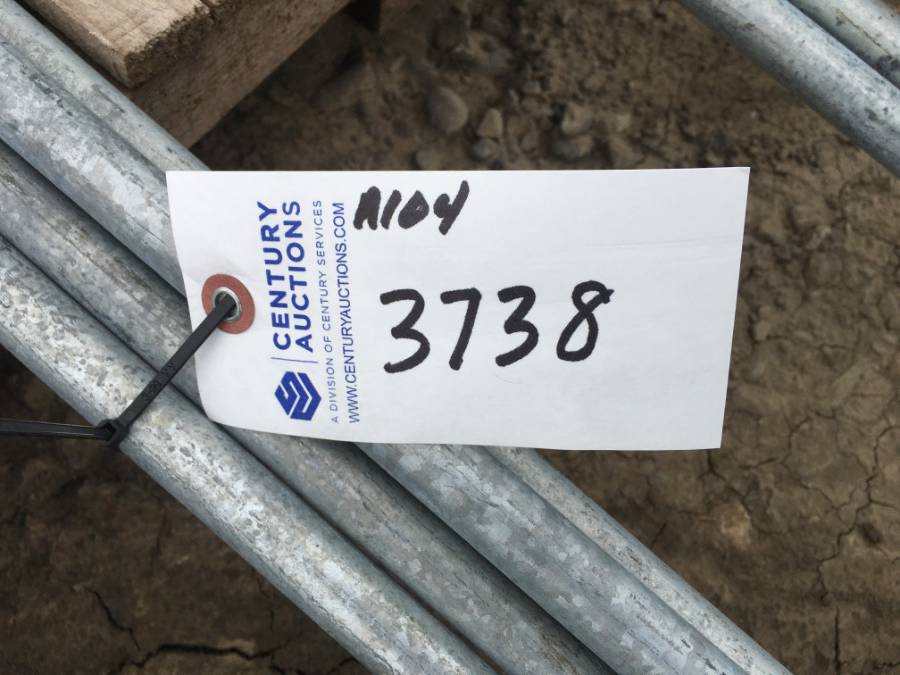 CENTURY
AUCTIONS
A DIVISION OF CENTURY SERVICES
WWW.CENTURYAUCTIONS.COM
A104
3738